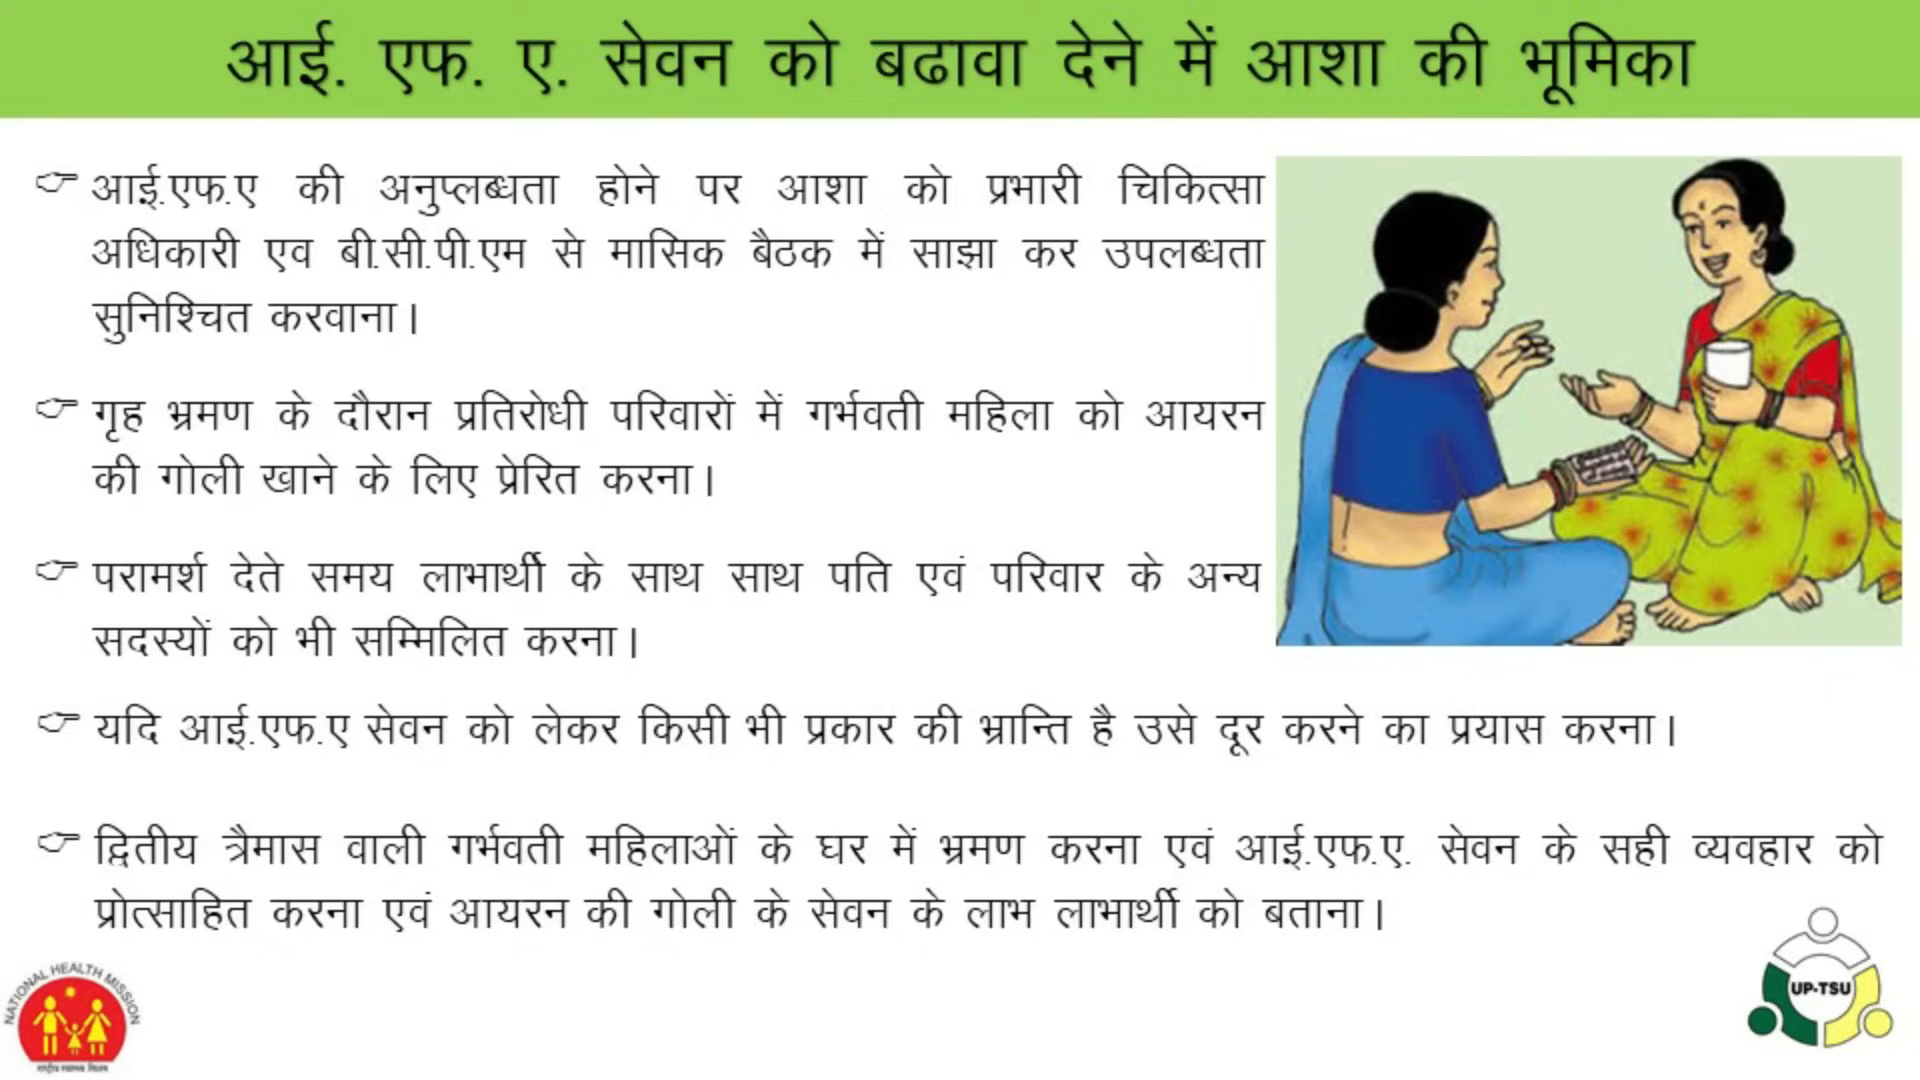 आई. एफ. ए. सेवन को बढावा देने में आशा की भूमिका
आई.एफ.ए की अनुप्लब्धता होने पर आशा को प्रभारी चिकित्सा
अधिकारी एव बी.सी.पी.एम से मासिक बैठक में साझा कर उपलब्धता
सुनिश्चित करवाना।
गृह भ्रमण के दौरान प्रतिरोधी परिवारों में गर्भवती महिला को आयरन
की गोली खाने के लिए प्रेरित करना।
परामर्श देते समय लाभार्थी के साथ साथ पति एवं परिवार के अन्य
सदस्यों को भी सम्मिलित करना।
यदि आई.एफ.ए सेवन को लेकर किसी भी प्रकार की भ्रान्ति है उसे दूर करने का प्रयास करना।
द्वितीय त्रैमास वाली गर्भवती महिलाओं के घर में भ्रमण करना एवं आई.एफ.ए. सेवन के सही व्यवहार को
प्रोत्साहित करना एवं आयरन की गोली के सेवन के लाभ लाभार्थी को बताना।
NATIONAL HEALTH MISSION
राष्ट्रीय स्वास्थ्य मिशन
UP-TSU